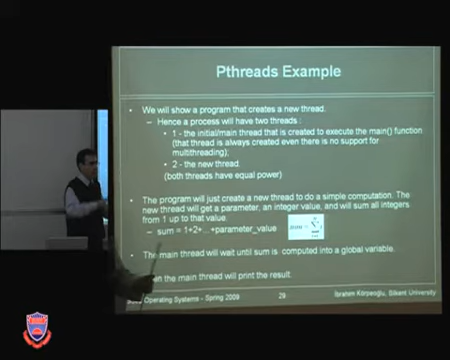 Pthreads Example
We will show a program that creates a new thread.
– Hence a process will have two threads :
• 1 - the initial/main thread that is created to execute the main() function
(that thread is always created even there is no support for
multithreading);
• 2 - the new thread.
(both threads have equal power)
The program will just create a new thread to do a simple computation. The
new thread will get a parameter, an integer value, and will sum all integers
from 1 up to that value.
– sum = 1+2+…+parameter_value
The main thread will wait until sum is computed into a global variable.
the main thread will print the result.
Operating Systems - Spring 2009
29
İbrahim Körpeoğlu, Bilkent University